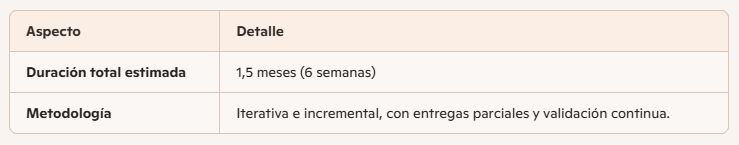 Aspecto Detalle
Duración total estimada 1,5 meses (6 semanas)
Metodología Iterativa e incremental, con entregas parciales y validación continua.